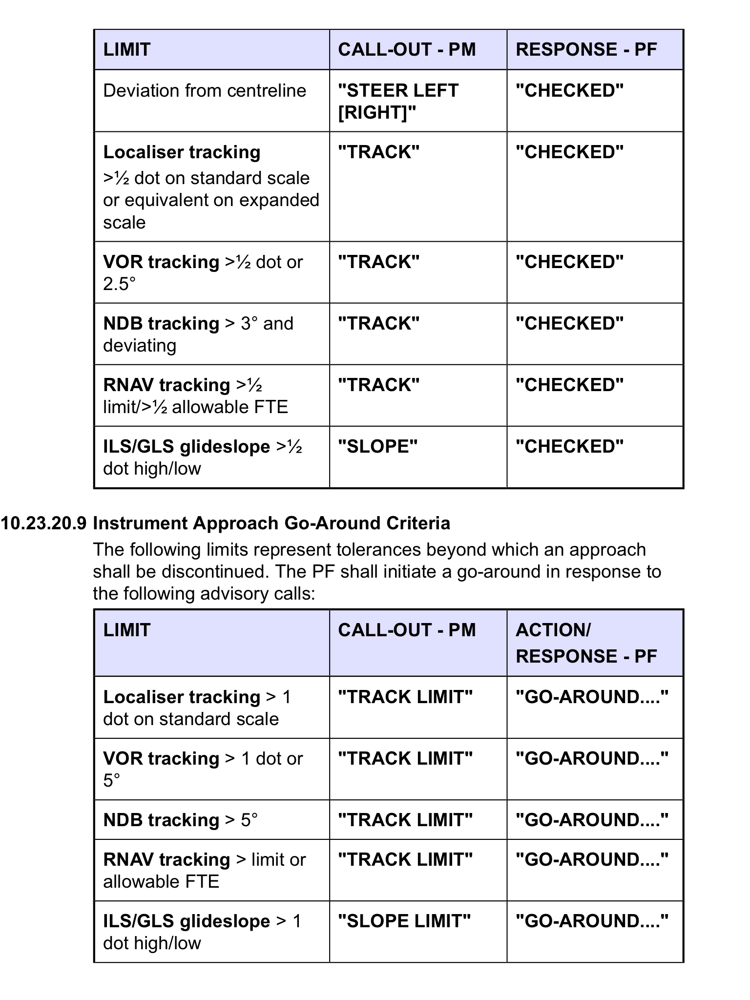 LIMIT CALL-OUT - PM RESPONSE - PF
Deviation from centreline "STEER LEFT "CHECKED"
[RIGHT]"
Localiser tracking "TRACK" "CHECKED"
>½ dot on standard scale
or equivalent on expanded
scale
VOR tracking >½ dot or "TRACK" "CHECKED"
2.5°
NDB tracking > 3° and "TRACK" "CHECKED"
deviating
RNAV tracking >½ "TRACK" "CHECKED"
limit/>½ allowable FTE
ILS/GLS glideslope >½ "SLOPE" "CHECKED"
dot high/low
10.23.20.9 Instrument Approach Go-Around Criteria
The following limits represent tolerances beyond which an approach
shall be discontinued. The PF shall initiate a go-around in response to
the following advisory calls:
LIMIT CALL-OUT - PM ACTION/
RESPONSE - PF
Localiser tracking > 1 "TRACK LIMIT" "GO-AROUND...."
dot on standard scale
VOR tracking > 1 dot or "TRACK LIMIT" "GO-AROUND...."
5°
NDB tracking > 5° "TRACK LIMIT" "GO-AROUND...."
RNAV tracking > limit or "TRACK LIMIT" "GO-AROUND...."
allowable FTE
ILS/GLS glideslope > 1 "SLOPE LIMIT" "GO-AROUND...."
dot high/low